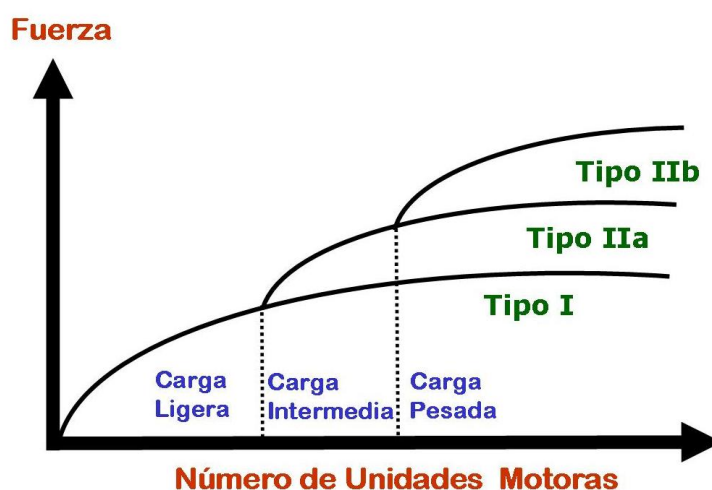 Fuerza
Tipo IIb
Tipo IIa
Tipo I
Carga
Ligera
Carga
Intermedia
Carga
Pesada
Número de Unidades Motoras